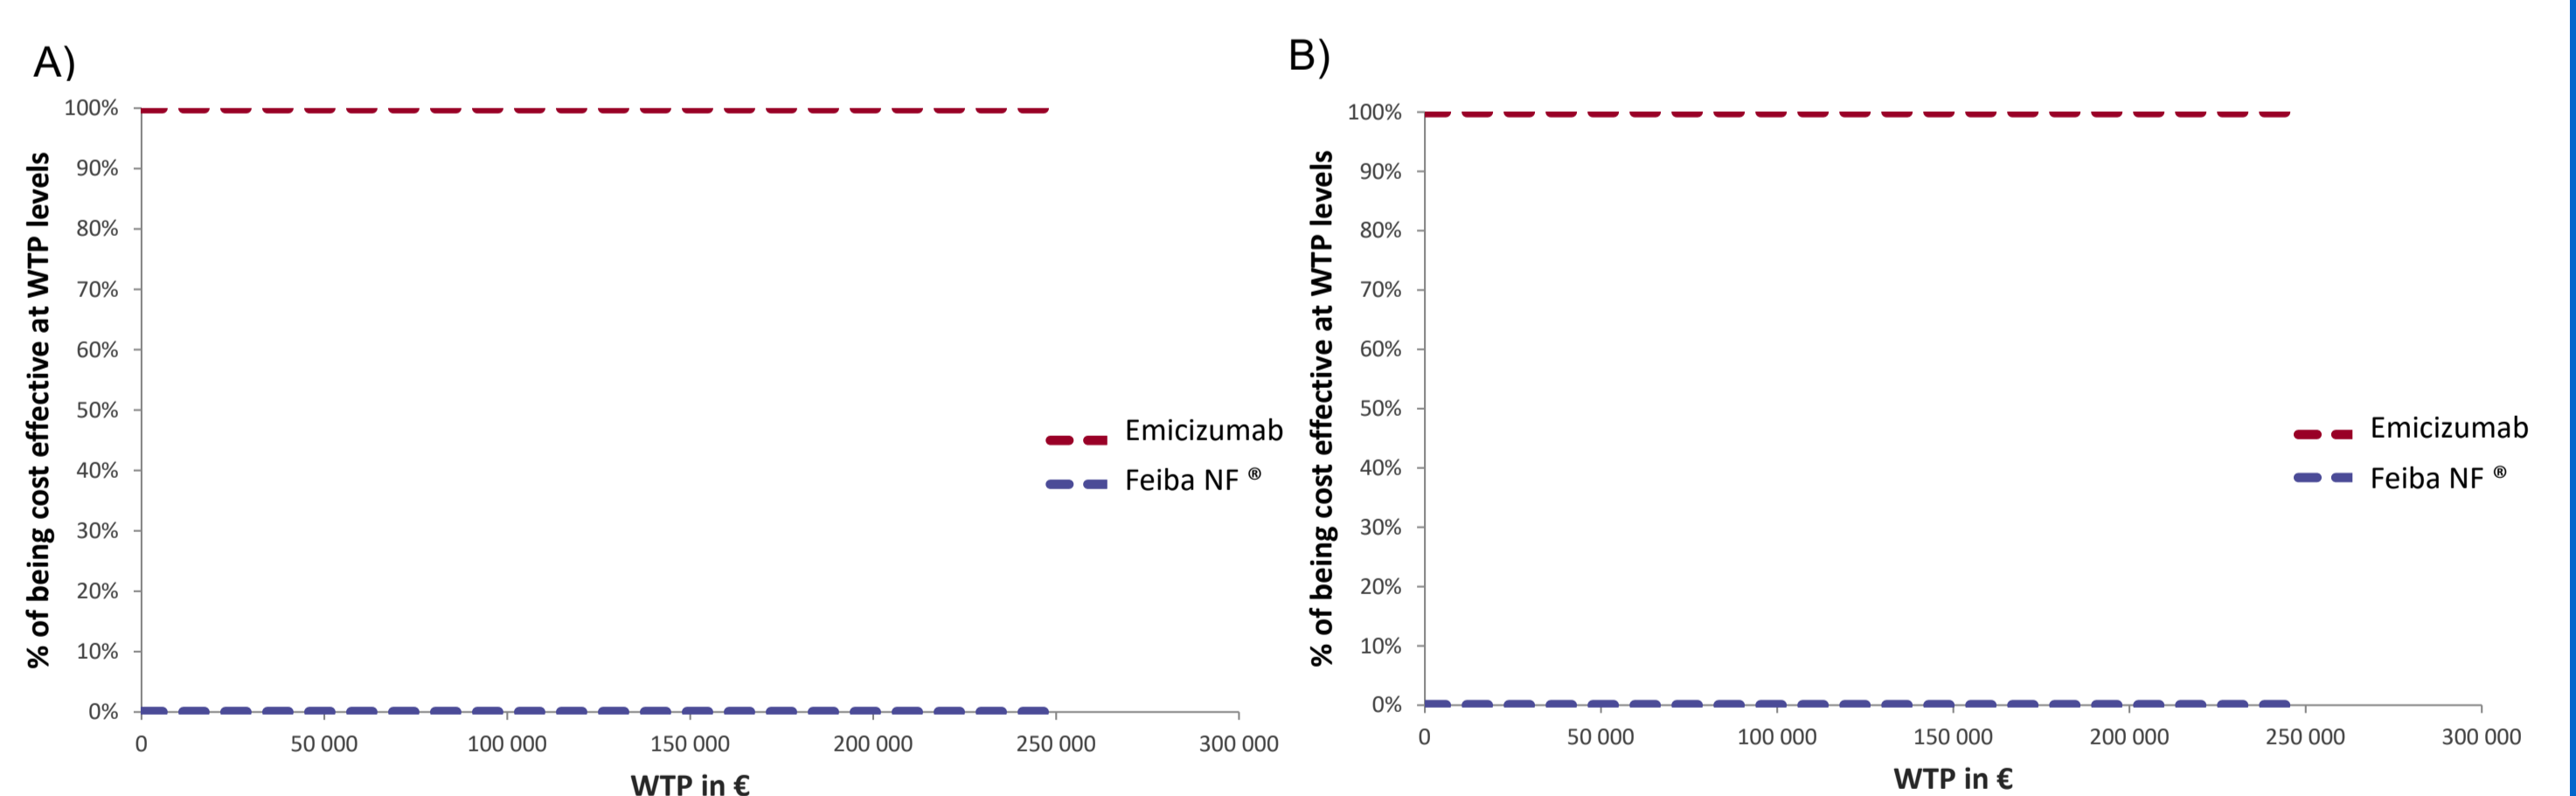 A)
% of being cost effective at WTP levels
100%
90%
80%
70%
60%
50%
40%
30%
20%
10%
0%
0 50 000 100 000 150 000 200 000 250 000 300 000
WTP in €
Emicizumab
Feiba NF ®
B)
% of being cost effective at WTP levels
100%
90%
80%
70%
60%
50%
40%
30%
20%
10%
0%
0 50 000 100 000 150 000 200 000 250 000 300 000
WTP in €
Emicizumab
Feiba NF ®